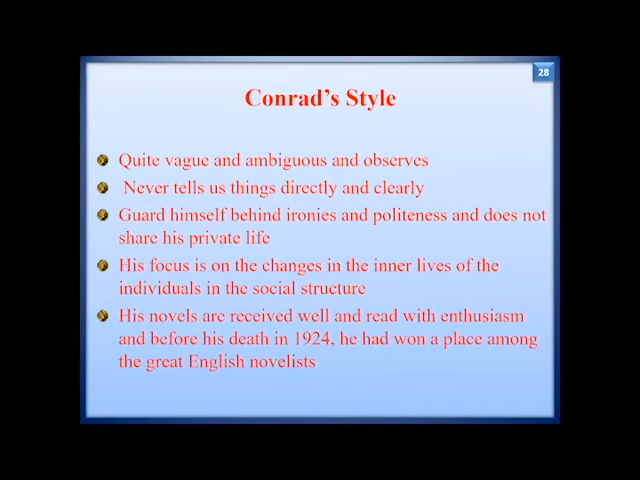 28
Conrad's Style
Quite vague and ambiguous and observes
Never tells us things directly and clearly
Guard himself behind ironies and politeness and does not
share his private life
His focus is on the changes in the inner lives of the
individuals in the social structure
His novels are received well and read with enthusiasm
and before his death in 1924, he had won a place among
the great English novelists